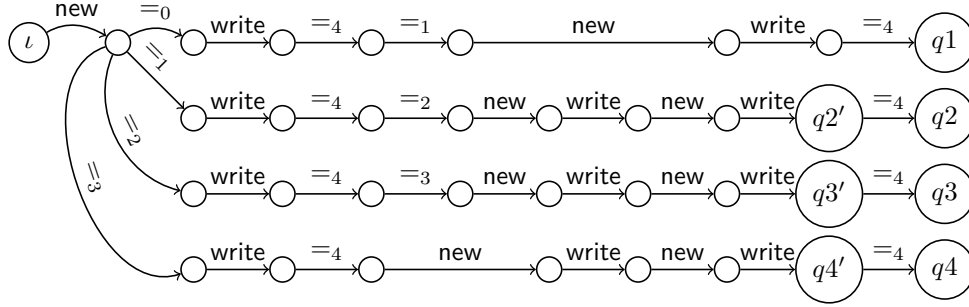 new =₀ write =₄ =₁ new write =₄
ι q1
=₁ write =₄ =₂ new write new write q2′ =₄ q2
=₂ write =₄ =₃ new write new write q3′ =₄ q3
=₃ write =₄ new write new write q4′ =₄ q4